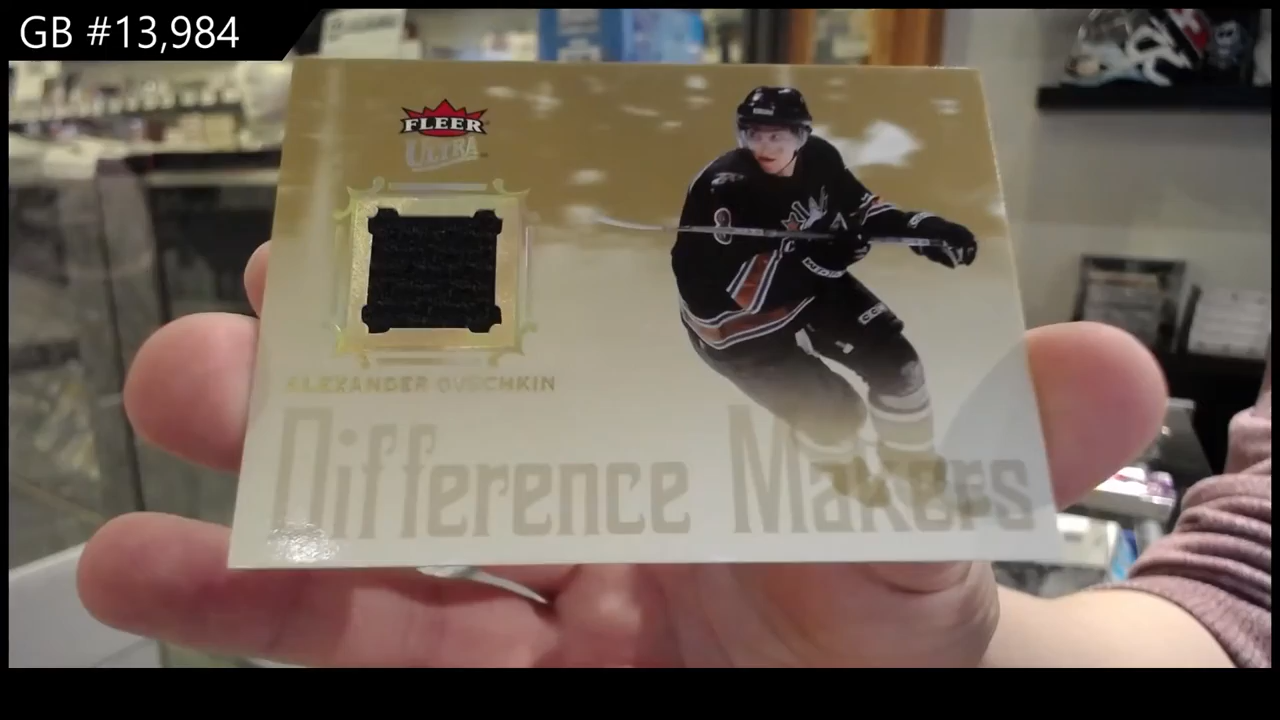 GB #13,984
FLEER
ULTRA
ALEXANDER OVECHKIN
Difference Makers